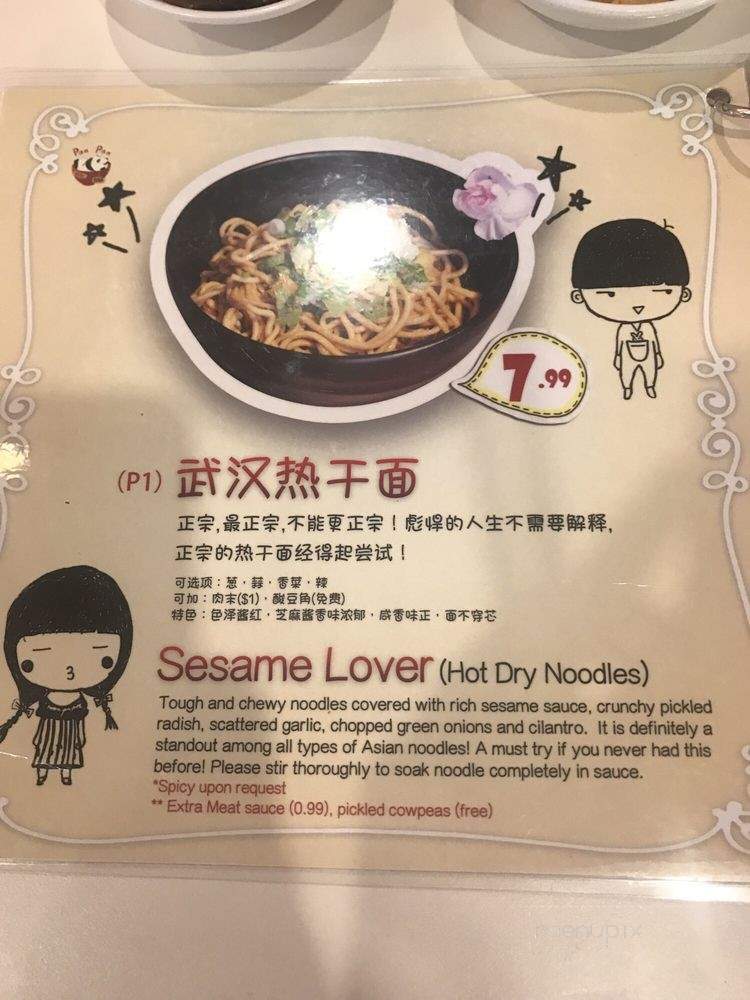 Pan Pan
7.99
(P1) 武汉热干面
正宗,最正宗,不能更正宗！彪悍的人生不需要解释,
正宗的热干面经得起尝试！
可选项：葱·蒜·香菜·辣
可加：肉末($1)·酸豆角(免费)
特色：色泽酱红·芝麻酱香味浓郁·咸香味正·面不穿芯
Sesame Lover (Hot Dry Noodles)
Tough and chewy noodles covered with rich sesame sauce, crunchy pickled
radish, scattered garlic, chopped green onions and cilantro. It is definitely a
standout among all types of Asian noodles! A must try if you never had this
before! Please stir thoroughly to soak noodle completely in sauce.
*Spicy upon request
** Extra Meat sauce (0.99), pickled cowpeas (free)
menupix